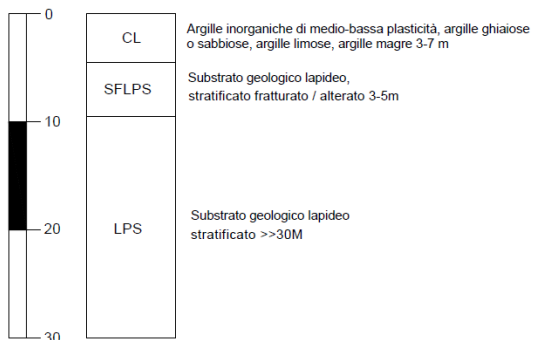 0
CL
Argille inorganiche di medio-bassa plasticità, argille ghiaiose
o sabbiose, argille limose, argille magre 3-7 m
SFLPS
Substrato geologico lapideo,
stratificato fratturato / alterato 3-5m
10
LPS
Substrato geologico lapideo
stratificato >>30M
20
30